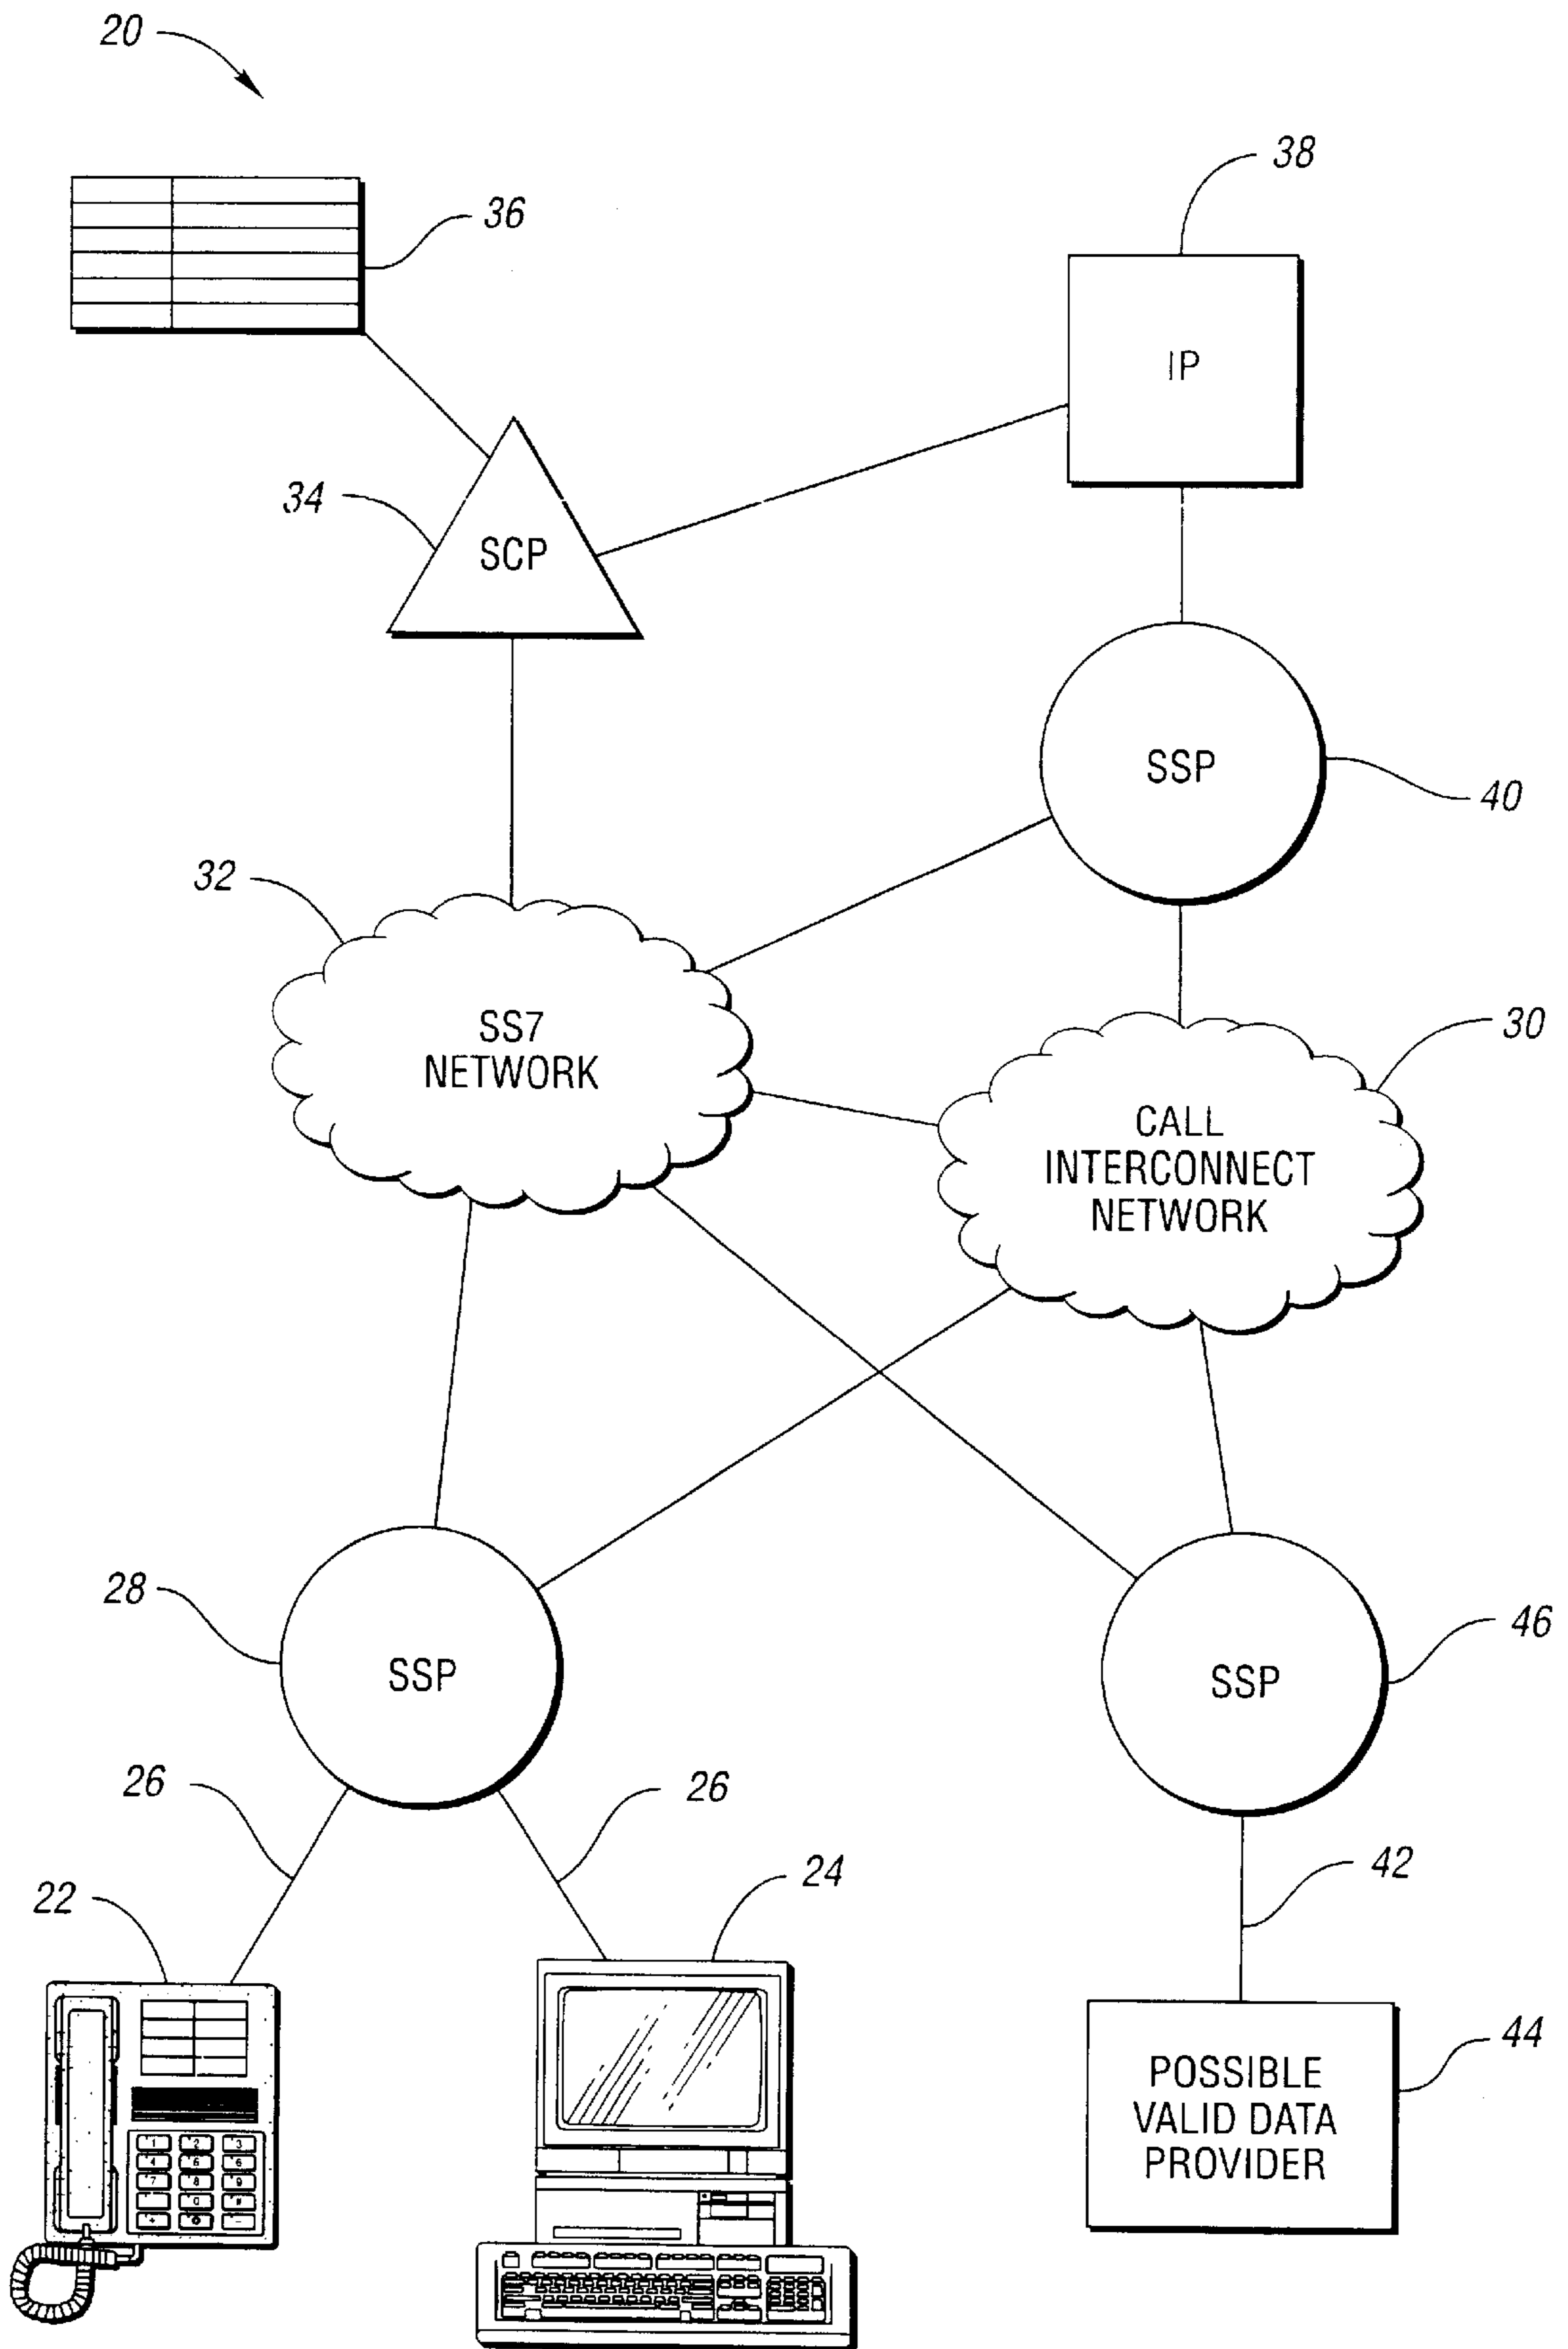 20
38
36
IP
34
SCP
SSP
40
32
SS7
NETWORK
30
CALL
INTERCONNECT
NETWORK
28
SSP
46
SSP
26
26
42
22
24
44
POSSIBLE
VALID DATA
PROVIDER